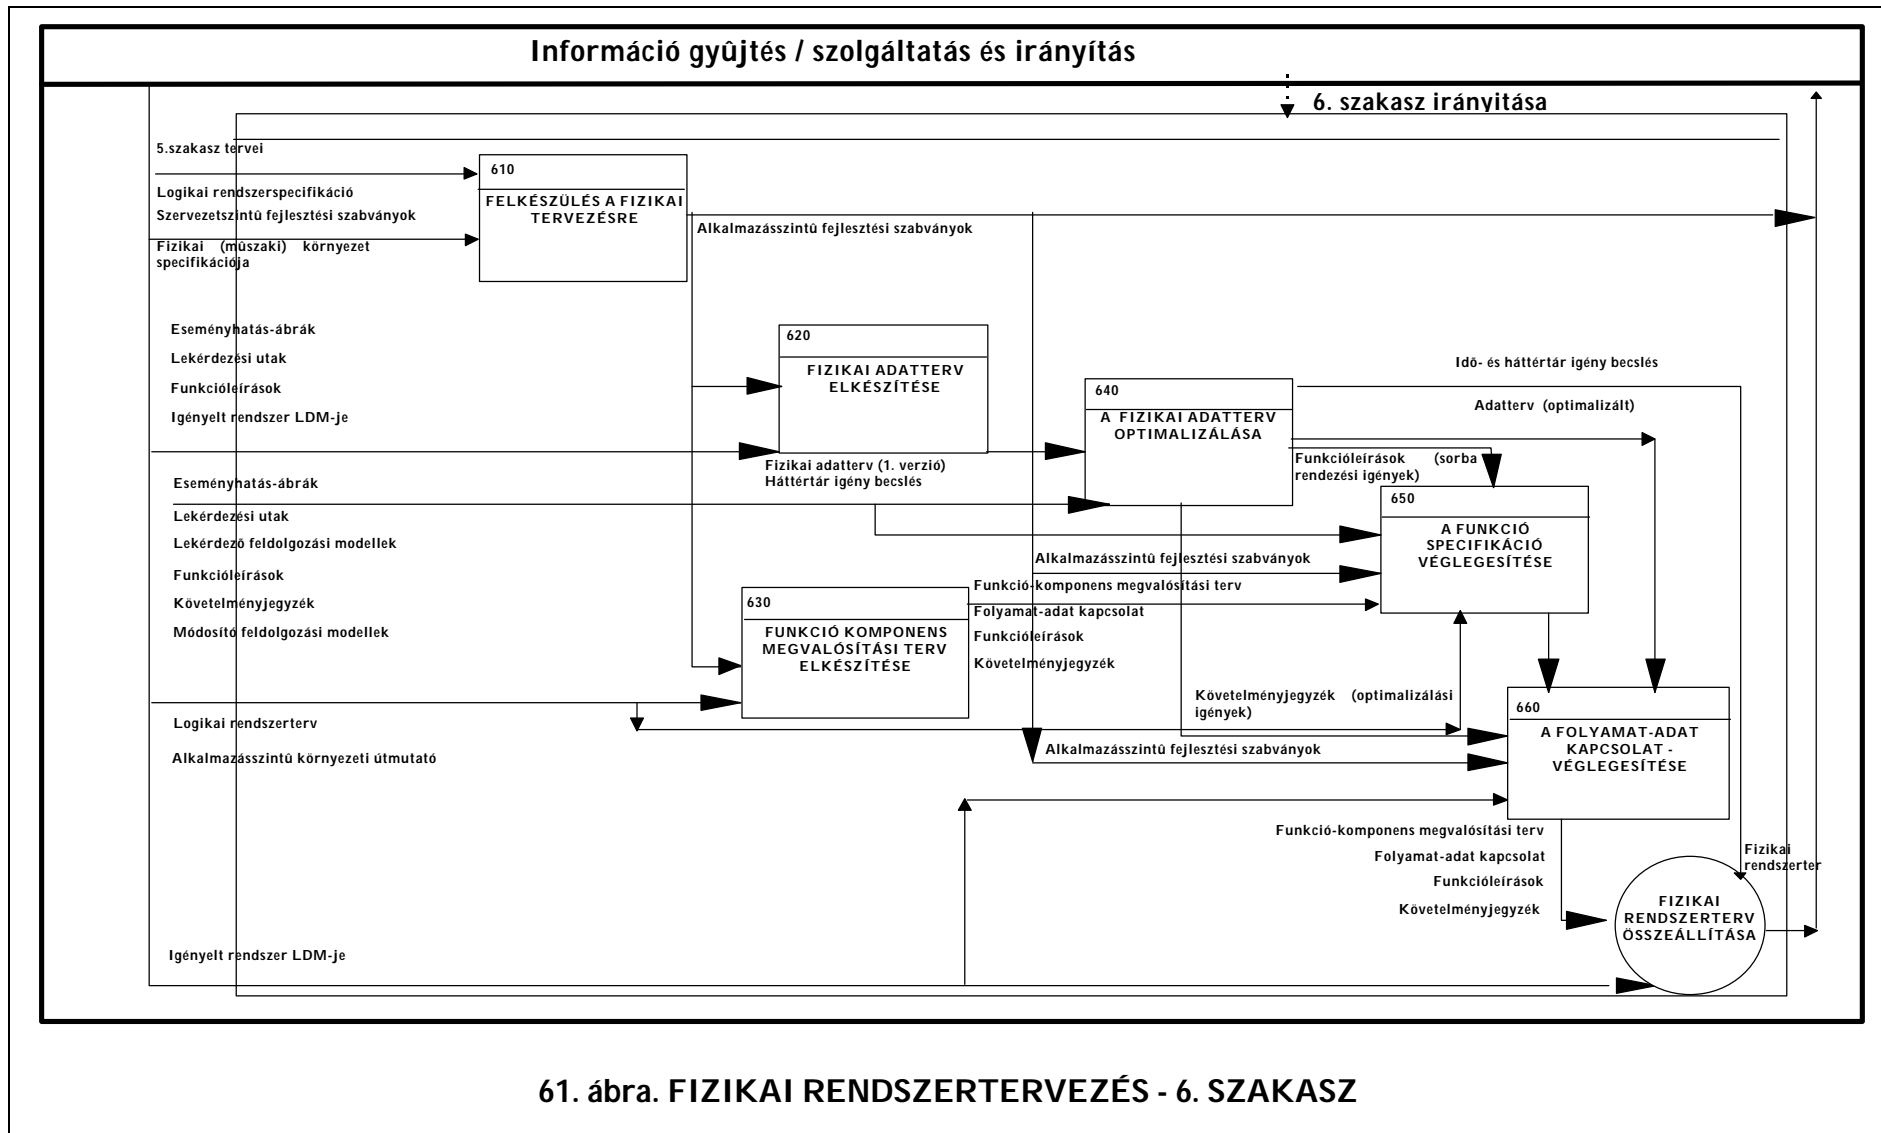 Információ gyûjtés / szolgáltatás és irányítás
6. szakasz irányitása
5.szakasz tervei
Logikai rendszerspecifikáció
Szervezetszintû fejlesztési szabványok
Fizikai (mûszaki) környezet
specifikációja
610
FELKÉSZÜLÉS A FIZIKAI
TERVEZÉSRE
Alkalmazásszintû fejlesztési szabványok
Eseményhatás-ábrák
Lekérdezési utak
Funkcióleírások
Igényelt rendszer LDM-je
620
FIZIKAI ADATTERV
ELKÉSZÍTÉSE
Fizikai adatterv (1. verzió)
Háttértár igény becslés
640
A FIZIKAI ADATTERV
OPTIMALIZÁLÁSA
Idõ- és háttértár igény becslés
Adatterv (optimalizált)
Funkcióleírások (sorba
rendezési igények)
Eseményhatás-ábrák
Lekérdezési utak
Lekérdezõ feldolgozási modellek
Funkcióleírások
Követelményjegyzék
Módosító feldolgozási modellek
650
A FUNKCIÓ
SPECIFIKÁCIÓ
VÉGLEGESÍTÉSE
Alkalmazásszintû fejlesztési szabványok
Funkció-komponens megvalósítási terv
Folyamat-adat kapcsolat
Funkcióleírások
Követelményjegyzék
630
FUNKCIÓ KOMPONENS
MEGVALÓSÍTÁSI TERV
ELKÉSZÍTÉSE
Követelményjegyzék (optimalizálási
igények)
Logikai rendszerterv
Alkalmazásszintû környezeti útmutató
Alkalmazásszintû fejlesztési szabványok
660
A FOLYAMAT-ADAT
KAPCSOLAT -
VÉGLEGESÍTÉSE
Funkció-komponens megvalósítási terv
Folyamat-adat kapcsolat
Funkcióleírások
Követelményjegyzék
Fizikai
rendszerter
FIZIKAI
RENDSZERTERV
ÖSSZEÁLLÍTÁSA
Igényelt rendszer LDM-je
61. ábra. FIZIKAI RENDSZERTERVEZÉS - 6. SZAKASZ